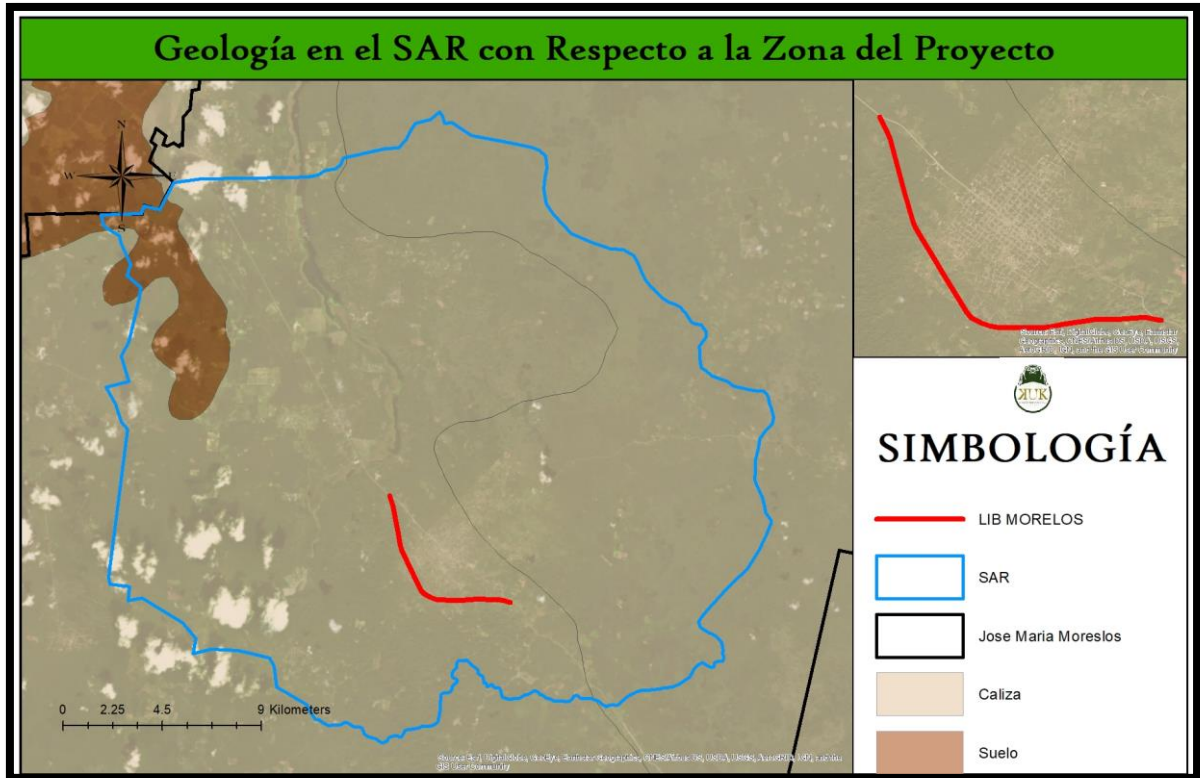 Geología en el SAR con Respecto a la Zona del Proyecto
N
W
S
0 2.25 4.5 9 Kilometers
KUK
SIMBOLOGÍA
LIB MORELOS
SAR
Jose Maria Moreslos
Caliza
Suelo